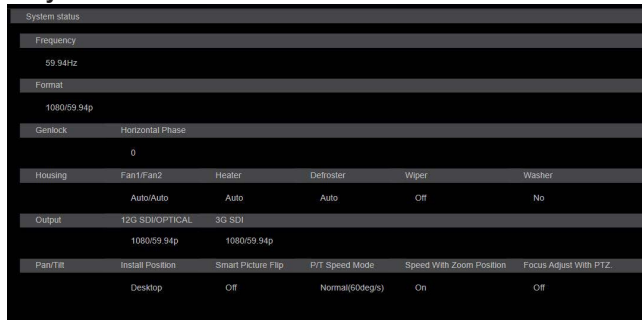 System status
Frequency
59.94Hz
Format
1080/59.94p
Genlock Horizontal Phase
0
Housing Fan1/Fan2 Heater Defroster Wiper Washer
Auto/Auto Auto Auto Off No
Output 12G SDI/OPTICAL 3G SDI
1080/59.94p 1080/59.94p
Pan/Tilt Install Position Smart Picture Flip P/T Speed Mode Speed With Zoom Position Focus Adjust With PTZ.
Desktop Off Normal(60deg/s) On Off